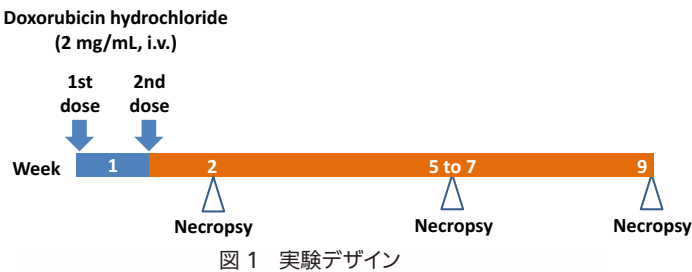 Doxorubicin hydrochloride
(2 mg/mL, i.v.)
1st dose
2nd dose
Week 1 2 5 to 7 9
Necropsy Necropsy Necropsy
図 1 実験デザイン